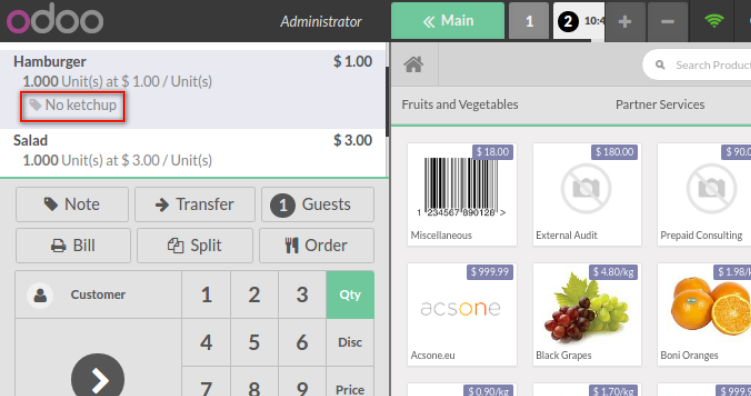 odoo
Administrator
Main
1
2
10:4
+
−
Hamburger
$ 1.00
1.000 Unit(s) at $ 1.00 / Unit(s)
No ketchup
Salad
$ 3.00
1.000 Unit(s) at $ 3.00 / Unit(s)
Note
Transfer
1 Guests
Bill
Split
Order
Customer
1 2 3 Qty
4 5 6 Disc
7 8 9 Price
Search Produc
Fruits and Vegetables
Partner Services
$ 18.00
1 234567 890128 >
Miscellaneous
$ 180.00
External Audit
$ 90.0
Prepaid Consulting
$ 999.99
acsone
Acsone.eu
$ 4.80/kg
Black Grapes
$ 1.98/
Boni Oranges
$ 0.90/kg
$ 1.70/kg
$ 999.9